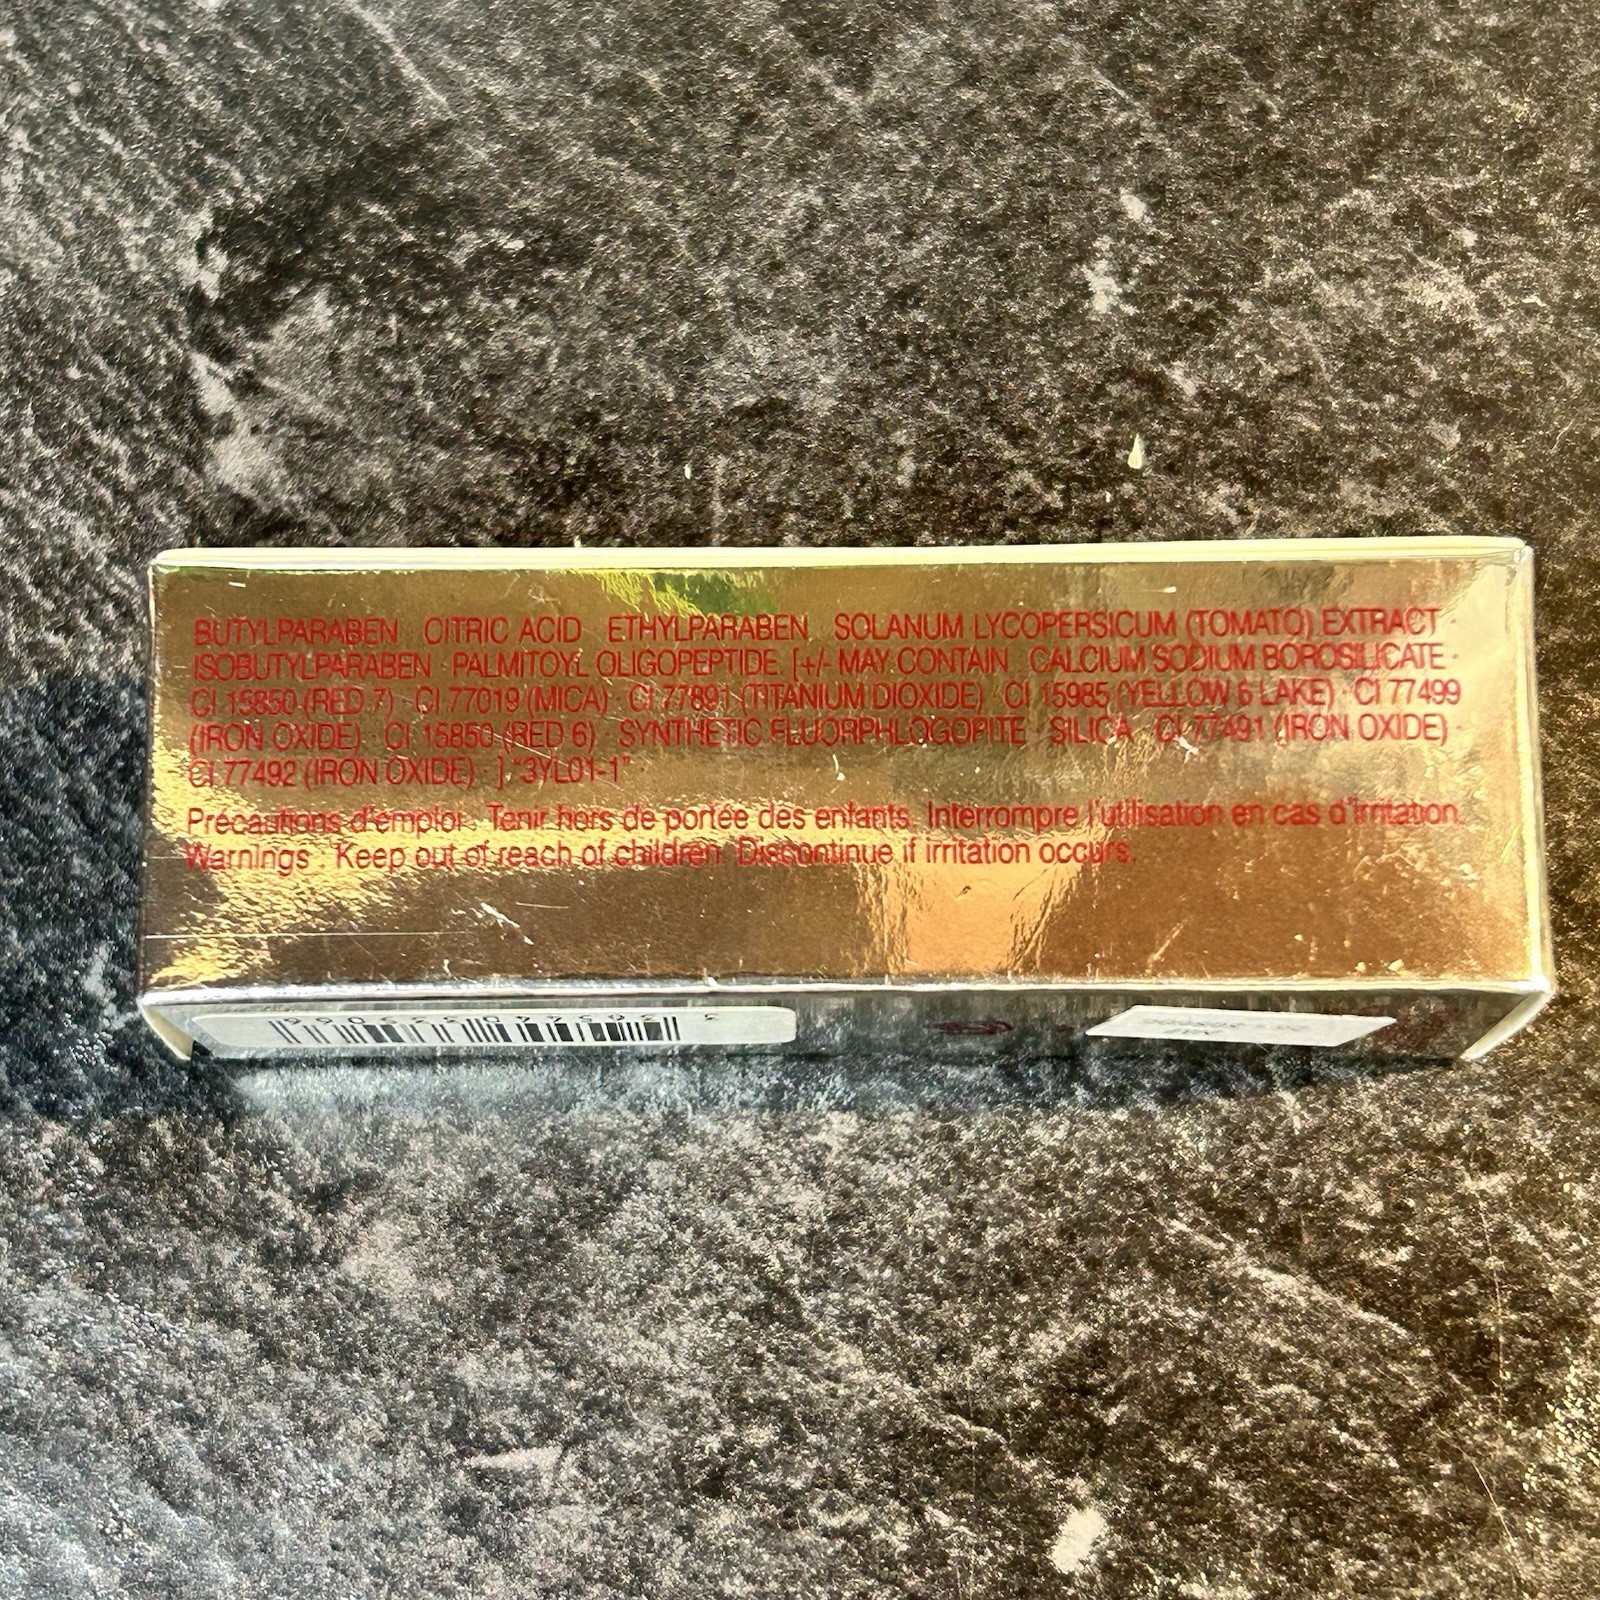 BUTYLPARABEN · CITRIC ACID · ETHYLPARABEN · SOLANUM LYCOPERSICUM (TOMATO) EXTRACT ·
ISOBUTYLPARABEN · PALMITOYL OLIGOPEPTIDE, [+/- MAY CONTAIN : CALCIUM SODIUM BOROSILICATE ·
CI 15850 (RED 7) · CI 77019 (MICA) · CI 77891 (TITANIUM DIOXIDE) · CI 15985 (YELLOW 6 LAKE) · CI 77499
(IRON OXIDE) · CI 15850 (RED 6) · SYNTHETIC FLUORPHLOGOPITE · SILICA · CI 77491 (IRON OXIDE) ·
CI 77492 (IRON OXIDE) · ] "3YL01-1" ·
Précautions d'emploi : Tenir hors de portée des enfants. Interrompre l'utilisation en cas d'irritation.
Warnings : Keep out of reach of children. Discontinue if irritation occurs.